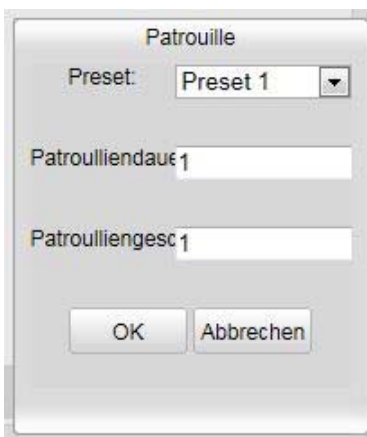 Patrouille
Preset: Preset 1
Patroulliendaue 1
Patroulliengesc 1
OK Abbrechen